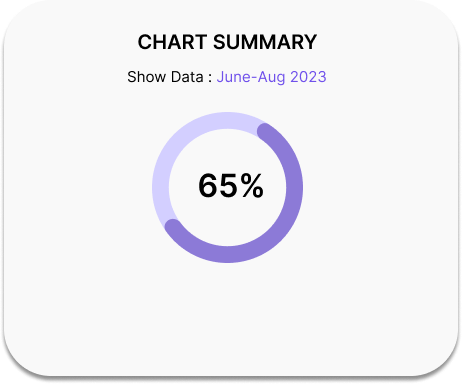 CHART SUMMARY
Show Data : June-Aug 2023
65%